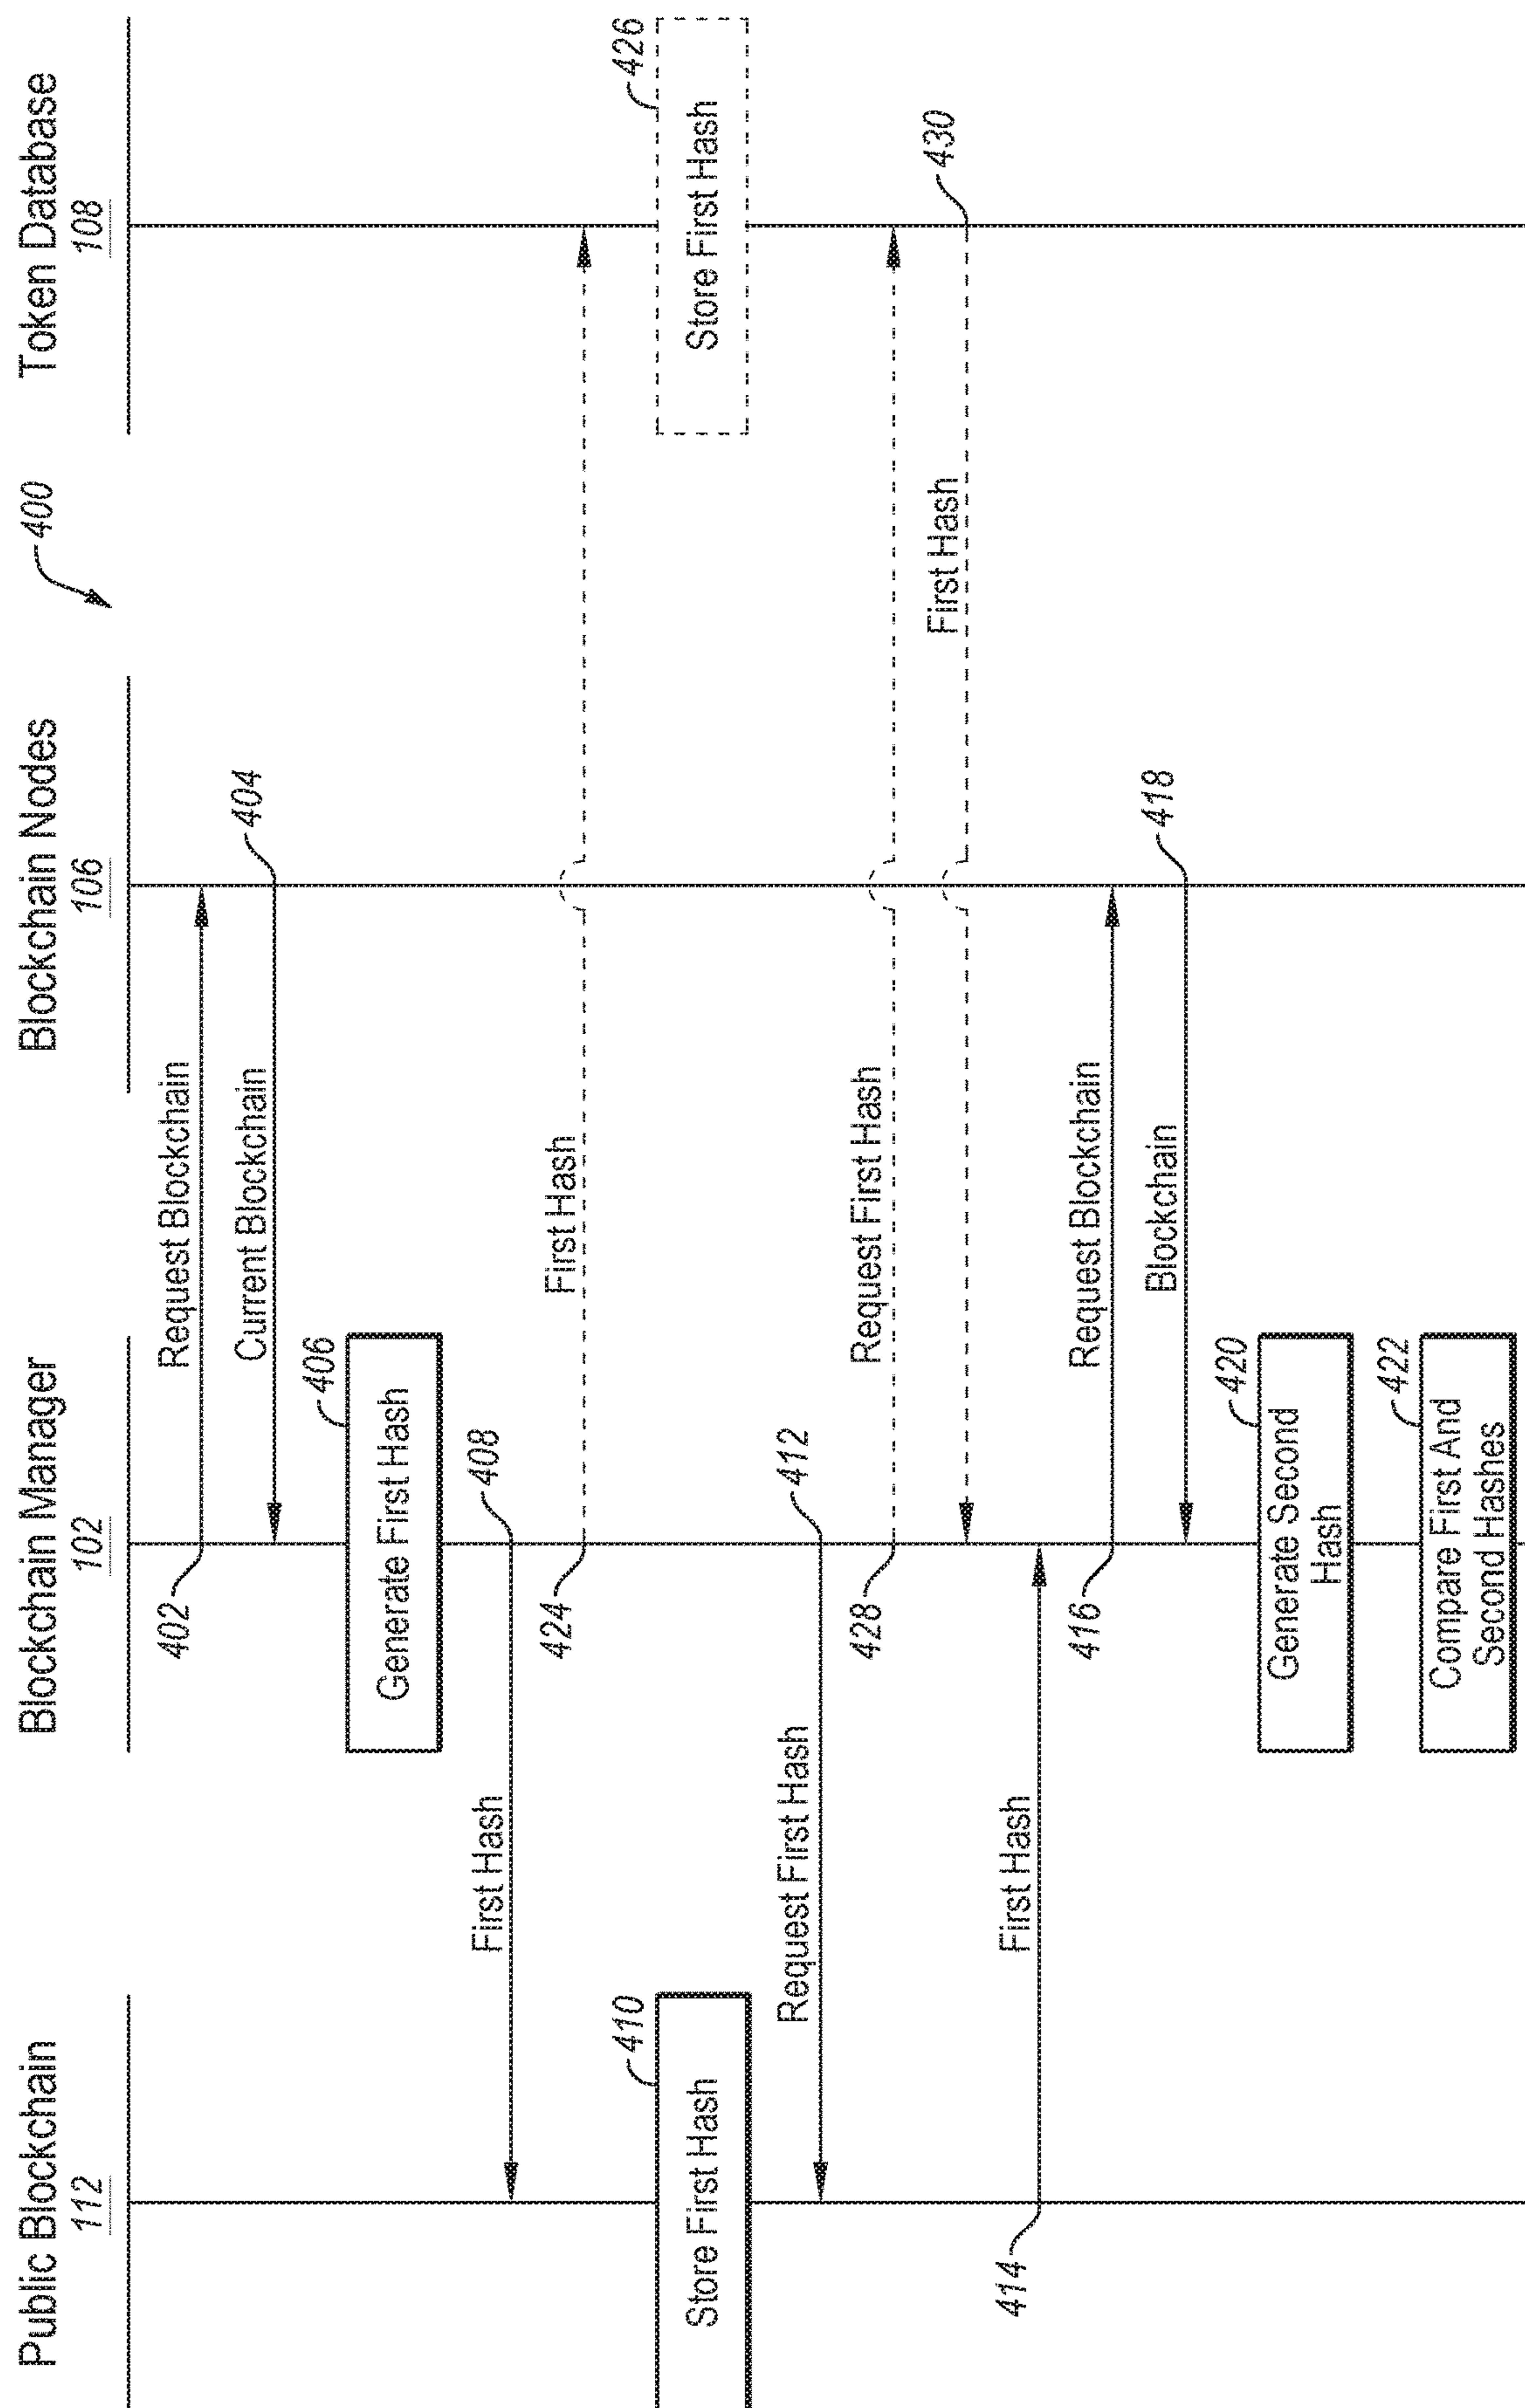 Public Blockchain
112
Blockchain Manager
102
Blockchain Nodes
106
Token Database
108
400
402
Request Blockchain
Current Blockchain
404
406
Generate First Hash
First Hash
408
424
First Hash
410
Store First Hash
426
Store First Hash
Request First Hash
412
428
Request First Hash
First Hash
430
414
First Hash
416
Request Blockchain
Blockchain
418
420
Generate Second
Hash
422
Compare First And
Second Hashes